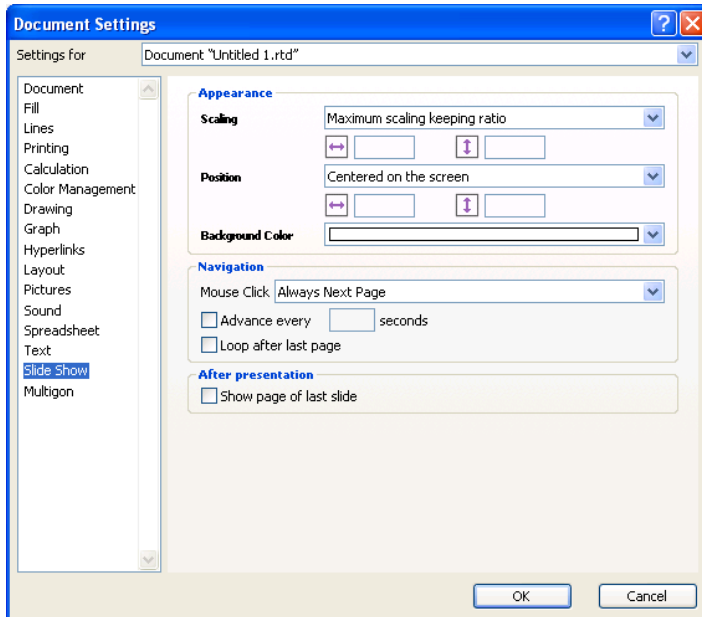 Document Settings
Settings for Document “Untitled 1.rtd”
Document
Fill
Lines
Printing
Calculation
Color Management
Drawing
Graph
Hyperlinks
Layout
Pictures
Sound
Spreadsheet
Text
Slide Show
Multigon
Appearance
Scaling Maximum scaling keeping ratio
Position Centered on the screen
Background Color
Navigation
Mouse Click Always Next Page
Advance every seconds
Loop after last page
After presentation
Show page of last slide
OK Cancel